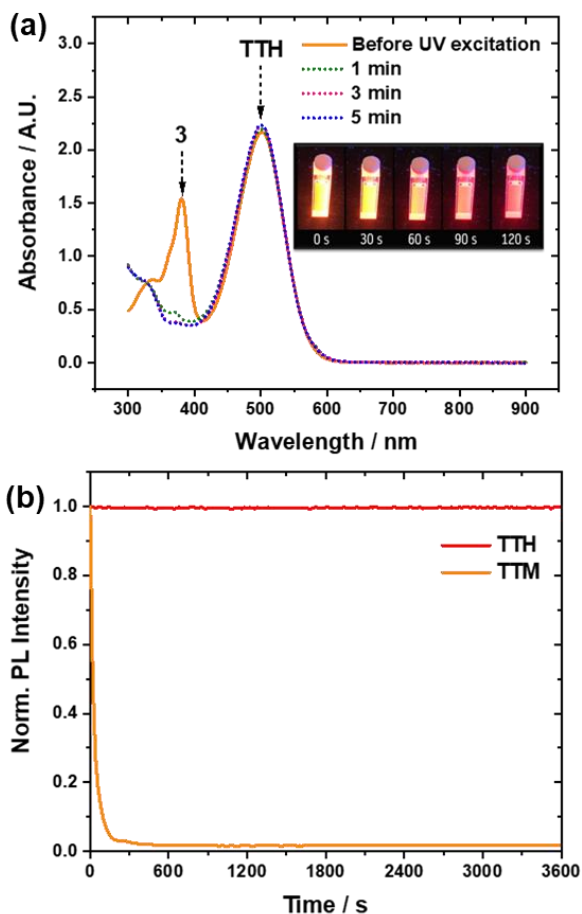 (a)
3.0
2.5
2.0
1.5
1.0
0.5
0.0
Absorbance / A.U.
3
TTH
Before UV excitation
1 min
3 min
5 min
0 s
30 s
60 s
90 s
120 s
300
400
500
600
700
800
900
Wavelength / nm
(b)
1.0
0.8
0.6
0.4
0.2
0.0
Norm. PL Intensity
TTH
TTM
0
600
1200
1800
2400
3000
3600
Time / s